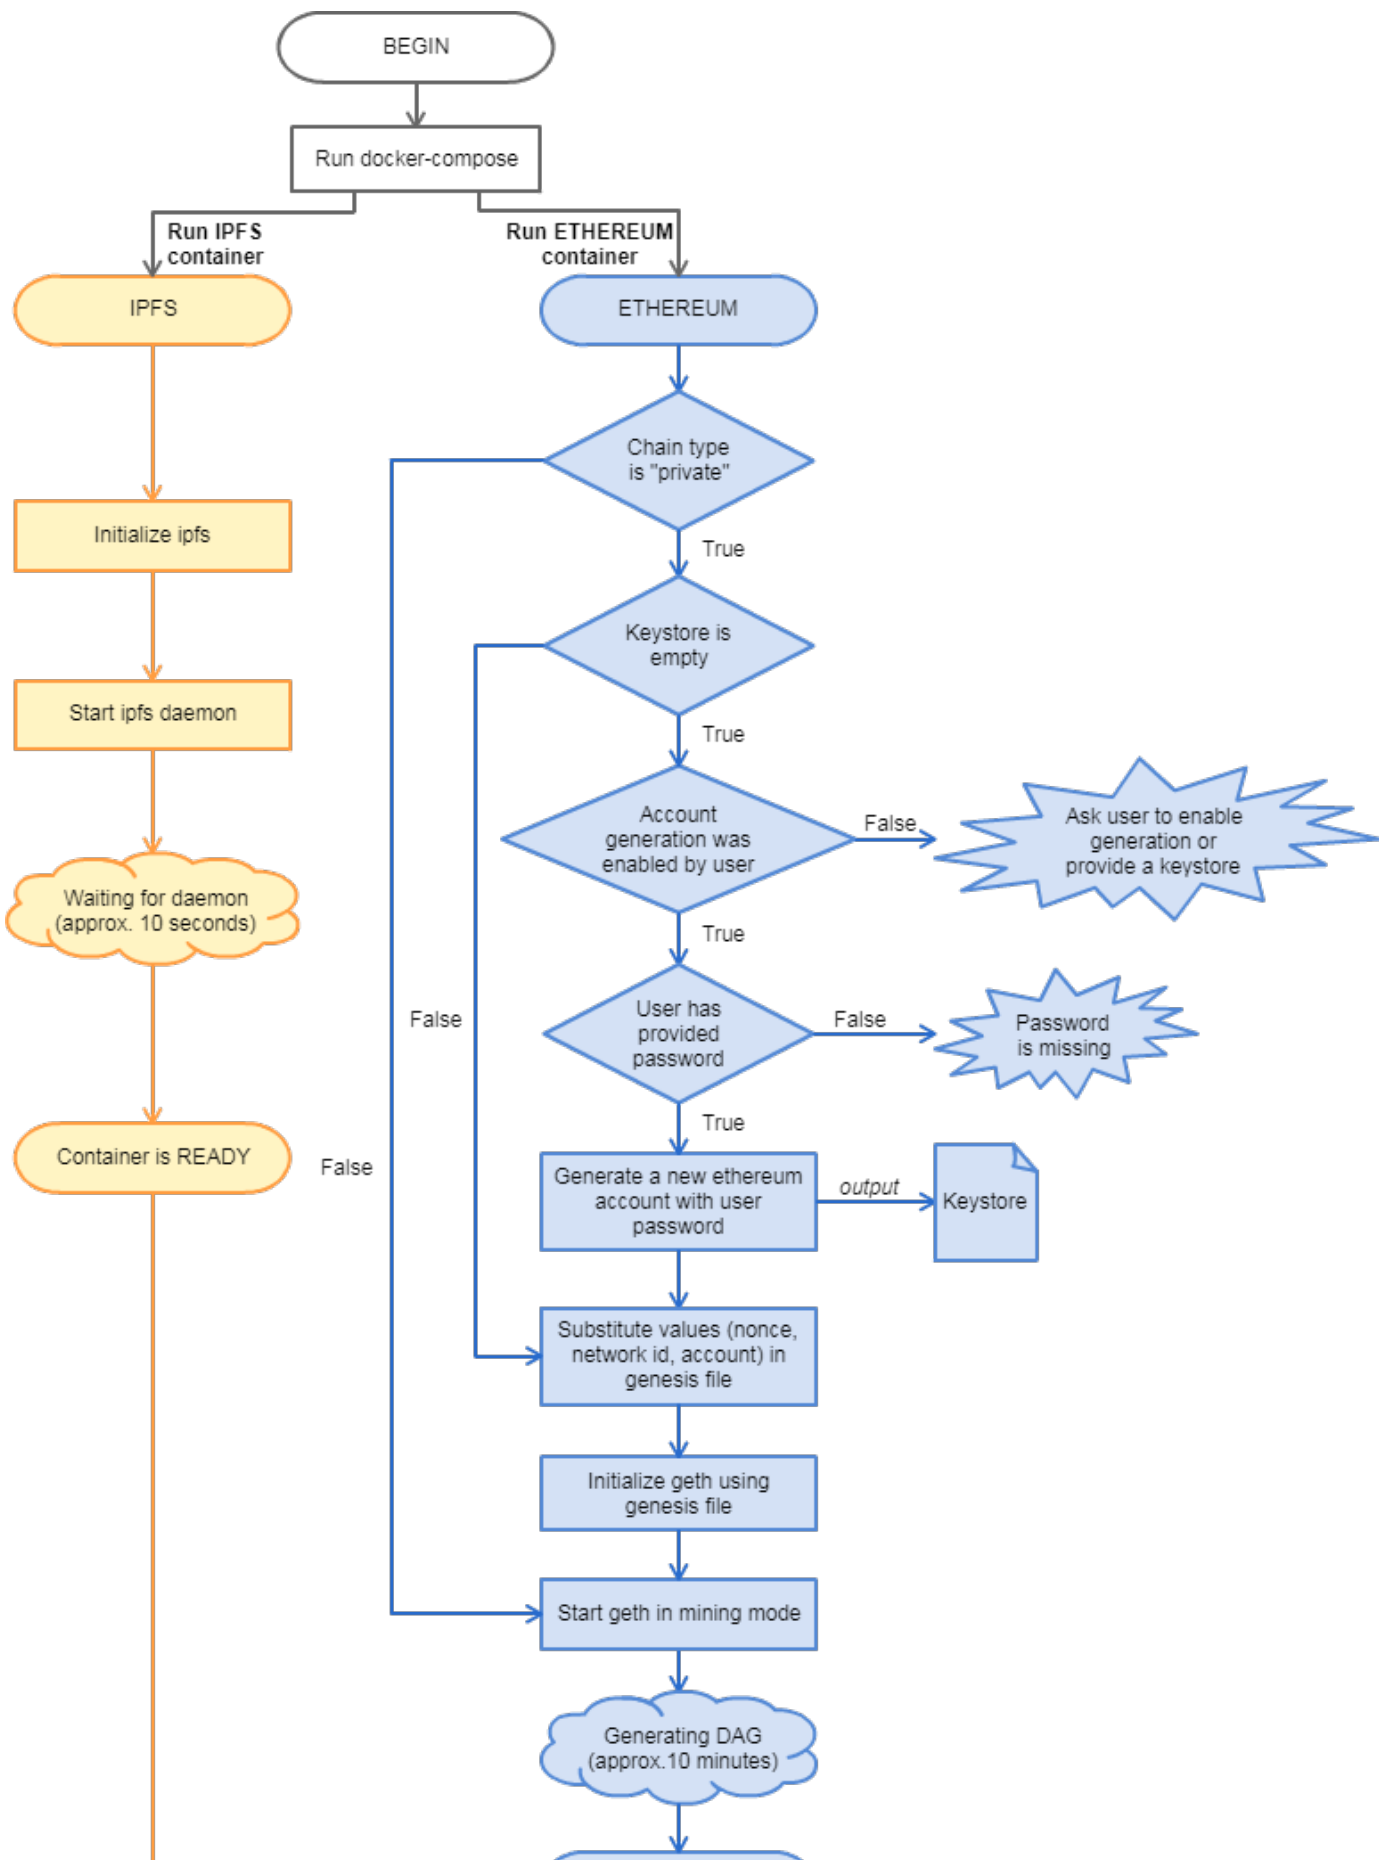 BEGIN
Run docker-compose
Run IPFS
container
Run ETHEREUM
container
IPFS
ETHEREUM
Chain type
is "private"
True
Initialize ipfs
Keystore is
empty
True
Start ipfs daemon
Account
generation was
enabled by user
False
Ask user to enable
generation or
provide a keystore
Waiting for daemon
(approx. 10 seconds)
True
False
User has
provided
password
False
Password
is missing
True
Container is READY
False
Generate a new ethereum
account with user
password
output
Keystore
Substitute values (nonce,
network id, account) in
genesis file
Initialize geth using
genesis file
Start geth in mining mode
Generating DAG
(approx.10 minutes)